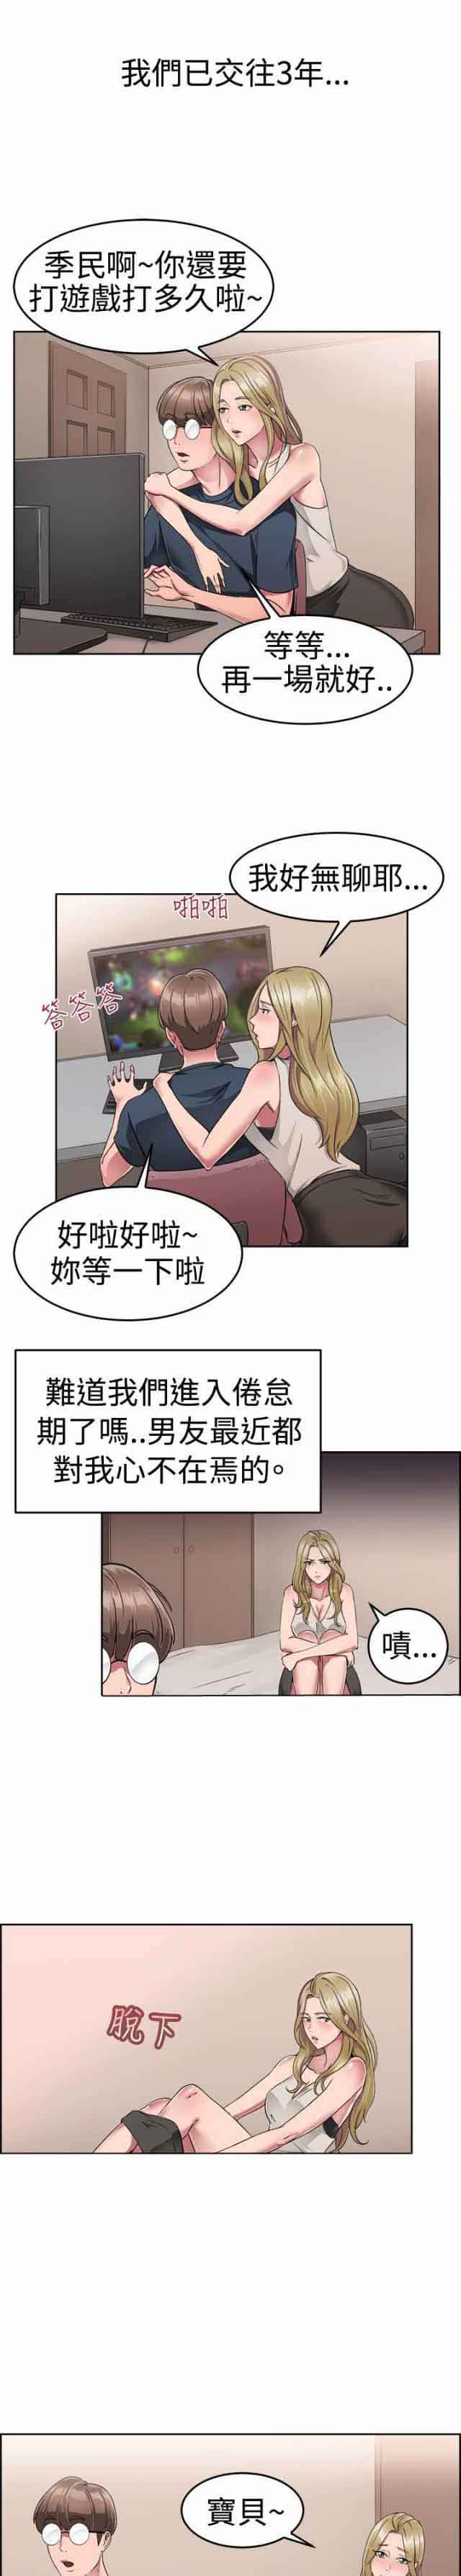 我們已交往3年...
季民啊~你還要
打遊戲打多久啦~
等等...
再一場就好..
我好無聊耶...
啪啪
答答答
好啦好啦~
妳等一下啦
難道我們進入倦怠
期了嗎..男友最近都
對我心不在焉的。
嘖...
脫下
寶貝~